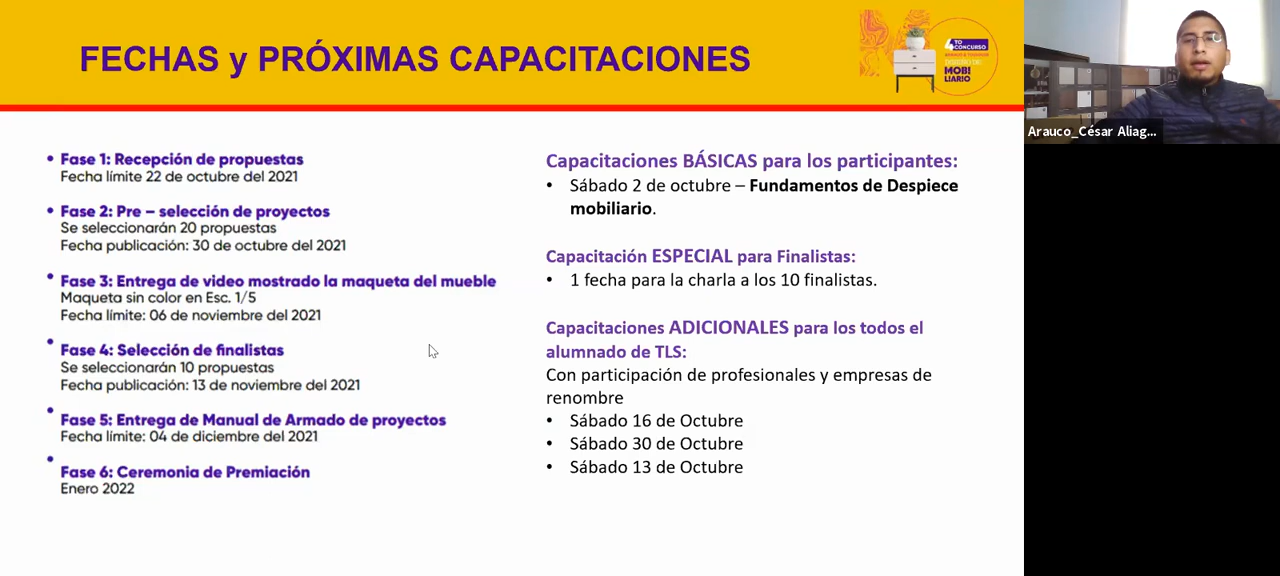 FECHAS y PRÓXIMAS CAPACITACIONES
4TO CONCURSO
DISEÑO DE
MOBI
LIARIO
Arauco_César Aliag...
• Fase 1: Recepción de propuestas
Fecha límite 22 de octubre del 2021
• Fase 2: Pre – selección de proyectos
Se seleccionarán 20 propuestas
Fecha publicación: 30 de octubre del 2021
• Fase 3: Entrega de video mostrado la maqueta del mueble
Maqueta sin color en Esc. 1/5
Fecha límite: 06 de noviembre del 2021
• Fase 4: Selección de finalistas
Se seleccionarán 10 propuestas
Fecha publicación: 13 de noviembre del 2021
• Fase 5: Entrega de Manual de Armado de proyectos
Fecha límite: 04 de diciembre del 2021
• Fase 6: Ceremonia de Premiación
Enero 2022
Capacitaciones BÁSICAS para los participantes:
• Sábado 2 de octubre – Fundamentos de Despiece
mobiliario.
Capacitación ESPECIAL para Finalistas:
• 1 fecha para la charla a los 10 finalistas.
Capacitaciones ADICIONALES para los todos el
alumnado de TLS:
Con participación de profesionales y empresas de
renombre
• Sábado 16 de Octubre
• Sábado 30 de Octubre
• Sábado 13 de Octubre